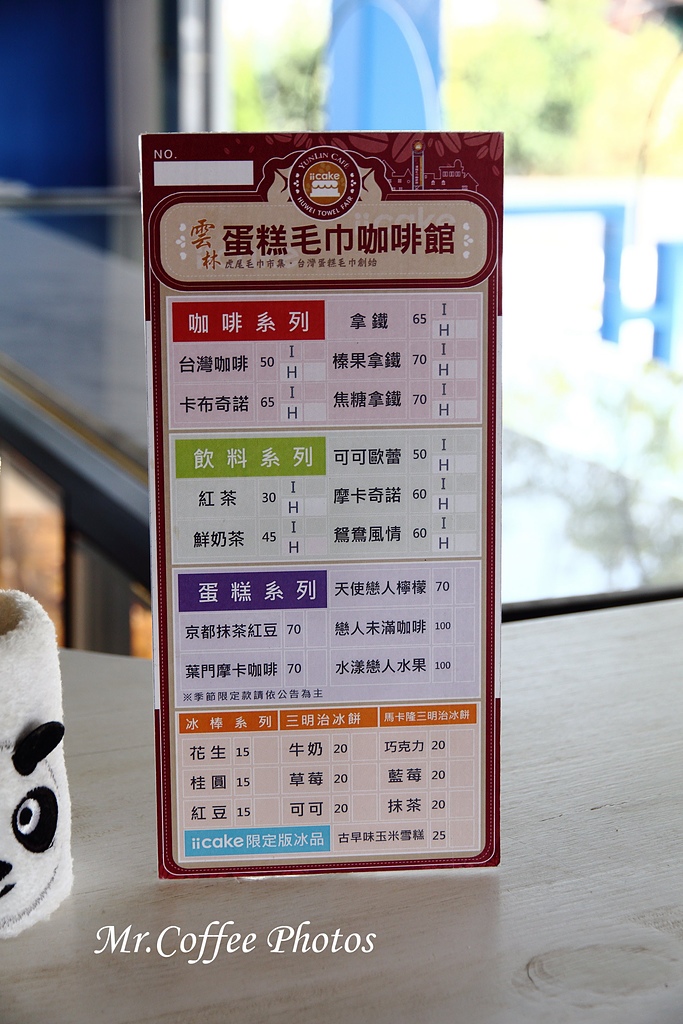 NO.
YUNLIN CAFE
iicake
HUWEI TOWEL FAIR
雲林 蛋糕毛巾咖啡館
虎尾毛巾市集・台灣蛋糕毛巾創始
咖啡系列 拿鐵 65 I H
台灣咖啡 50 I H 榛果拿鐵 70 I H
卡布奇諾 65 I H 焦糖拿鐵 70 I H
飲料系列 可可歐蕾 50 I H
紅茶 30 I H 摩卡奇諾 60 I H
鮮奶茶 45 I H 鴛鴦風情 60 I H
蛋糕系列 天使戀人檸檬 70
京都抹茶紅豆 70 戀人未滿咖啡 100
葉門摩卡咖啡 70 水漾戀人水果 100
※季節限定款請依公告為主
冰棒系列 三明治冰餅 馬卡隆三明治冰餅
花生 15 牛奶 20 巧克力 20
桂圓 15 草莓 20 藍莓 20
紅豆 15 可可 20 抹茶 20
iicake限定版冰品 古早味玉米雪糕 25
Mr.Coffee Photos